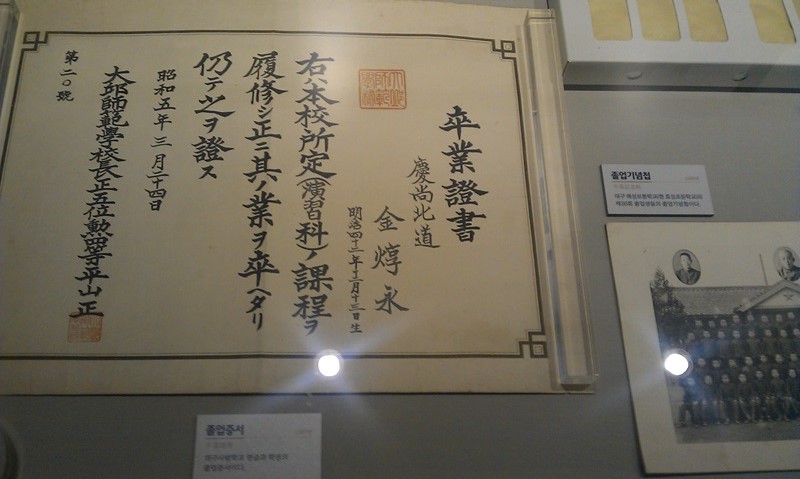 卒業證書
慶尚北道
金焞永
明治四十二年十二月十三日生
右ハ本校所定(演習科)ノ課程ヲ
履修シ正ニ其ノ業ヲ卒ヘタリ
仍テ之ヲ證ス
昭和五年三月二十四日
大邱師範學校長正五位勲四等平山正
第二〇號
졸업증서
졸업기념첩